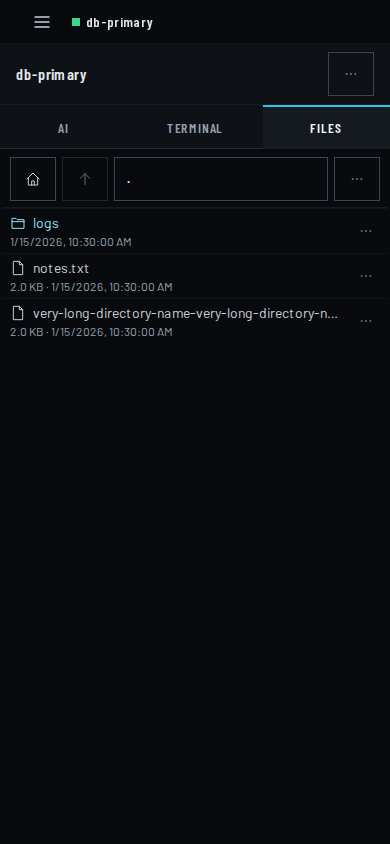 db-primary
db-primary
...
AI
TERMINAL
FILES
.
...
logs
1/15/2026, 10:30:00 AM
...
notes.txt
2.0 KB · 1/15/2026, 10:30:00 AM
...
very-long-directory-name-very-long-directory-n...
2.0 KB · 1/15/2026, 10:30:00 AM
...